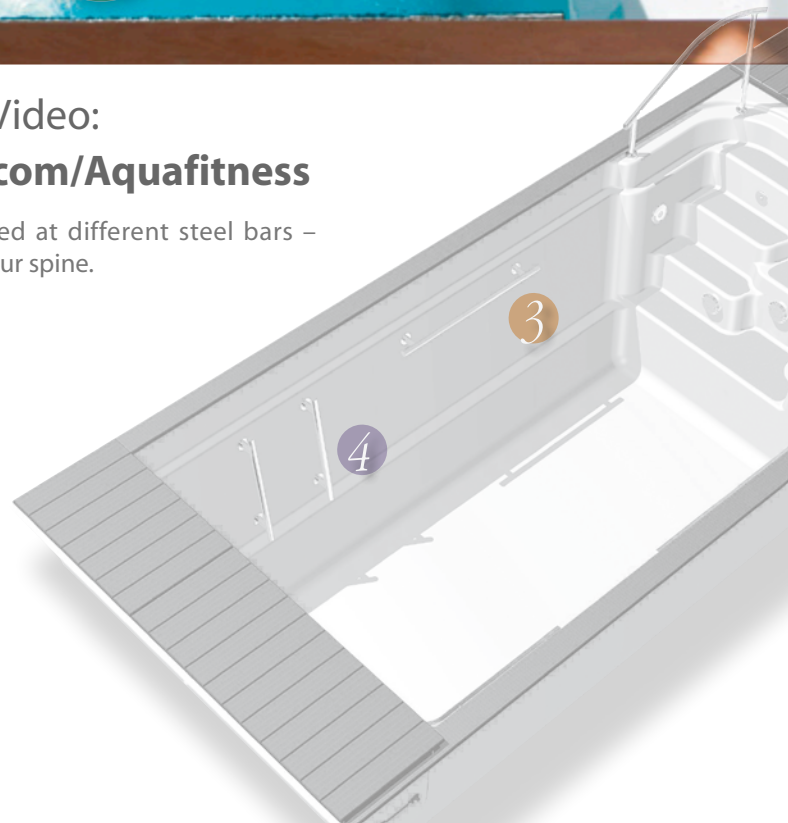 Video:
com/Aquafitness
ed at different steel bars –
ur spine.
3
4